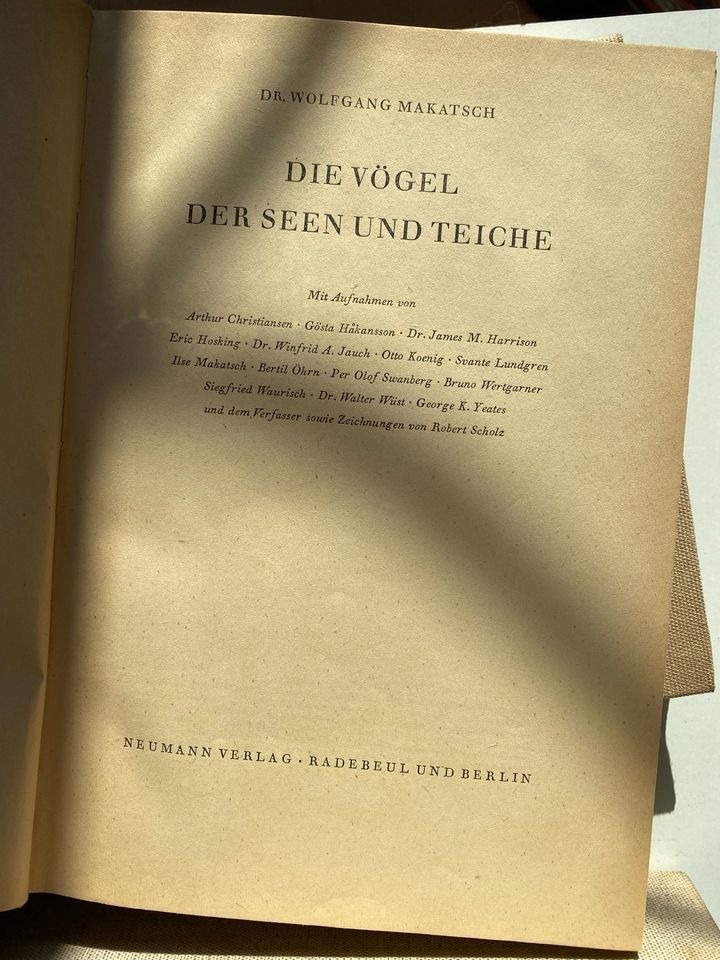 DR. WOLFGANG MAKATSCH
DIE VÖGEL
DER SEEN UND TEICHE
Mit Aufnahmen von
Arthur Christiansen · Gösta Håkansson · Dr. James M. Harrison
Eric Hosking · Dr. Winfrid A. Jauch · Otto Koenig · Svante Lundgren
Ilse Makatsch · Bertil Öhrn · Per Olof Swanberg · Bruno Wertgarner
Siegfried Waurisch · Dr. Walter Wüst · George K. Yeates
und dem Verfasser sowie Zeichnungen von Robert Scholz
NEUMANN VERLAG · RADEBEUL UND BERLIN